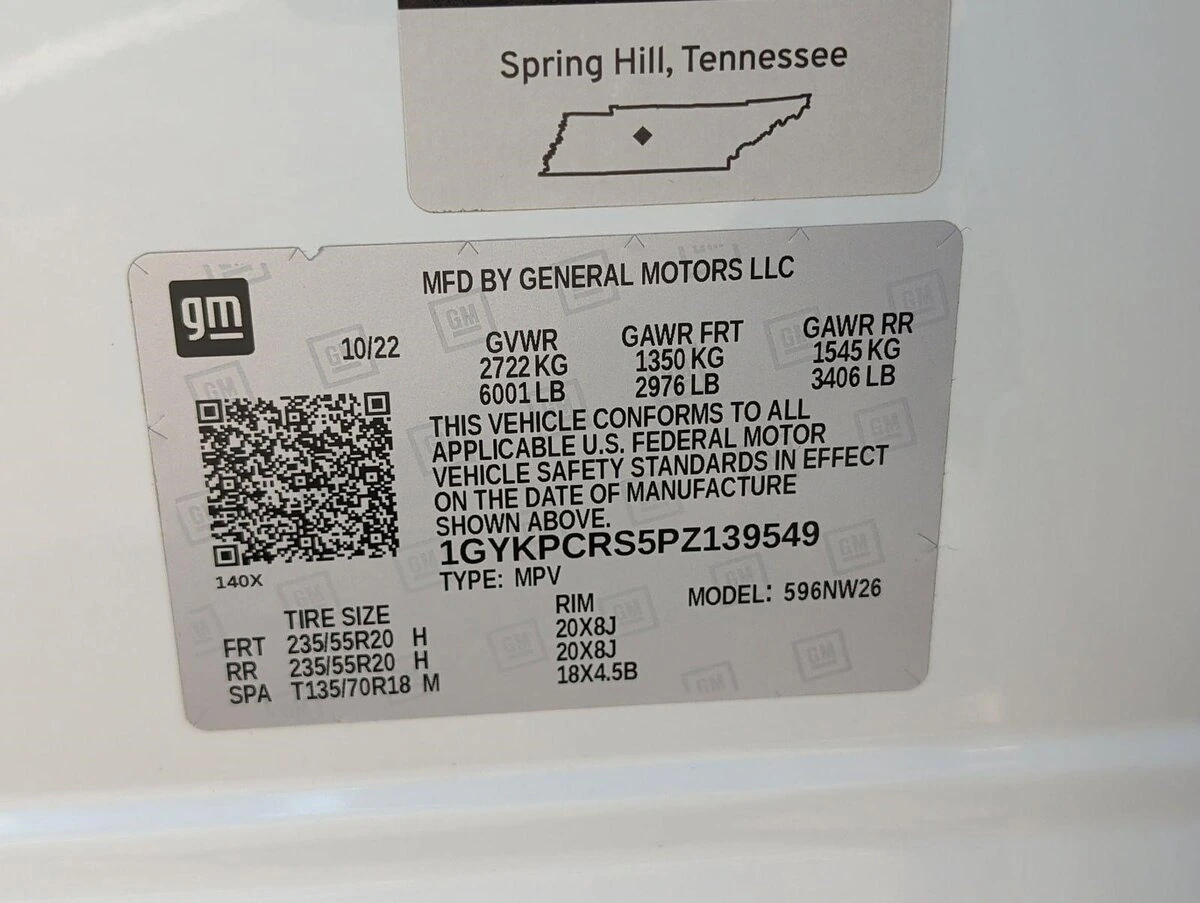 Spring Hill, Tennessee
gm
MFD BY GENERAL MOTORS LLC
10/22
GVWR GAWR FRT GAWR RR
2722 KG 1350 KG 1545 KG
6001 LB 2976 LB 3406 LB
THIS VEHICLE CONFORMS TO ALL
APPLICABLE U.S. FEDERAL MOTOR
VEHICLE SAFETY STANDARDS IN EFFECT
ON THE DATE OF MANUFACTURE
SHOWN ABOVE.
1GYKPCRS5PZ139549
140X
TYPE: MPV MODEL: 596NW26
TIRE SIZE RIM
FRT 235/55R20 H 20X8J
RR 235/55R20 H 20X8J
SPA T135/70R18 M 18X4.5B